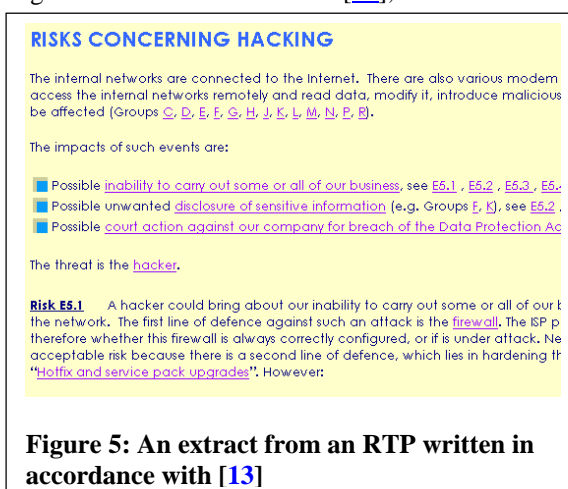 RISKS CONCERNING HACKING
The internal networks are connected to the Internet. There are also various modem
access the internal networks remotely and read data, modify it, introduce malicious
be affected (Groups C, D, E, F, G, H, J, K, L, M, N, P, R).
The impacts of such events are:
Possible inability to carry out some or all of our business, see E5.1 , E5.2 , E5.3 , E5.
Possible unwanted disclosure of sensitive information (e.g. Groups F, K), see E5.2 ,
Possible court action against our company for breach of the Data Protection Ac
The threat is the hacker.
Risk E5.1 A hacker could bring about our inability to carry out some or all of our
the network. The first line of defence against such an attack is the firewall. The ISP p
therefore whether this firewall is always correctly configured, or if is under attack. Ne
acceptable risk because there is a second line of defence, which lies in hardening th
“Hotfix and service pack upgrades”. However:
Figure 5: An extract from an RTP written in
accordance with [13]